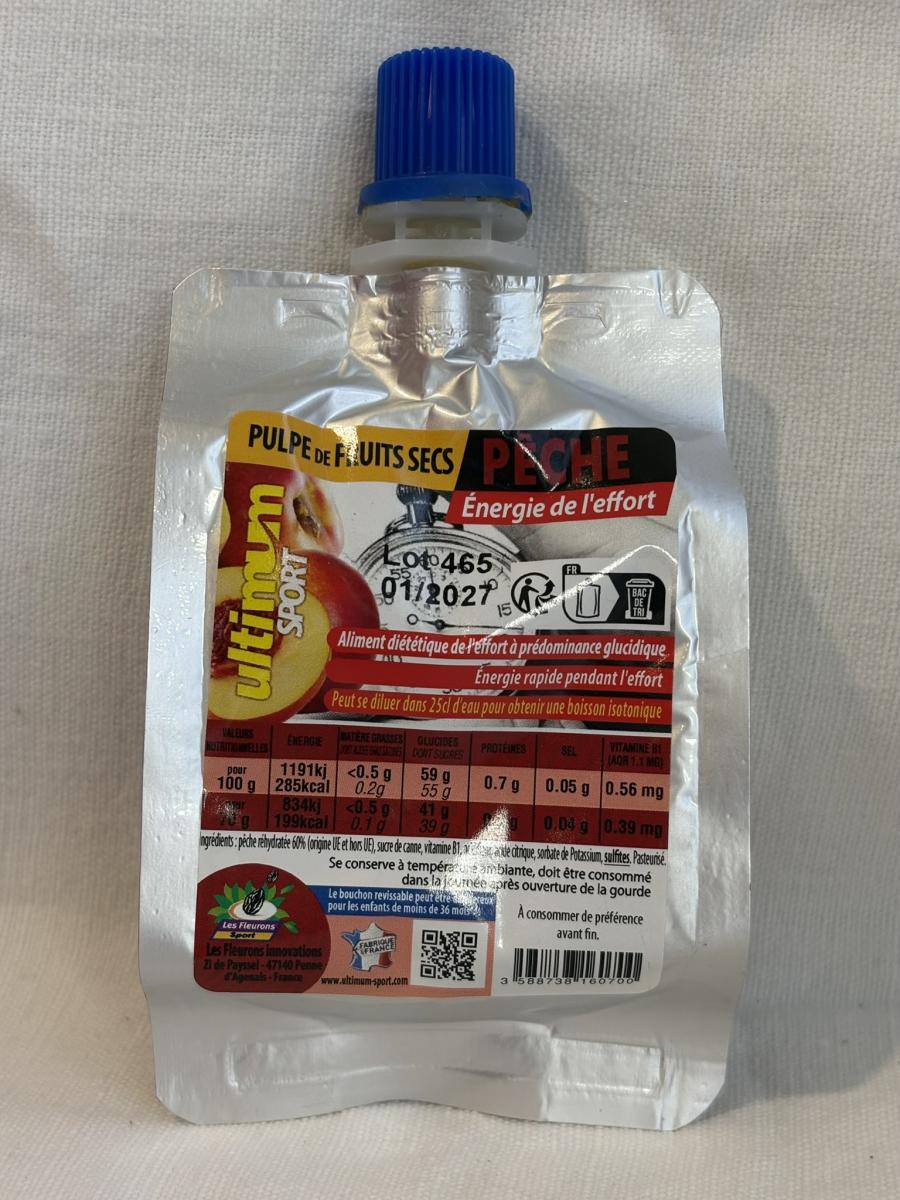 PULPE DE FRUITS SECS
PÊCHE
Énergie de l'effort
ultimum
SPORT
Lot 465
01/2027
FR
BAC
DE
TRI
Aliment diététique de l'effort à prédominance glucidique
Energie rapide pendant l'effort
Peut se diluer dans 25cl d'eau pour obtenir une boisson isotonique
VALEURS NUTRITIONNELLES ÉNERGIE MATIÈRE GRASSES GLUCIDES DONT SUCRES PROTÉINES SEL VITAMINE B1 (AQR 1.1 MG)
pour 100 g 1191kj 285kcal <0.5 g 0.2g 59 g 55 g 0.7 g 0.05 g 0.56 mg
pour 70 g 834kj 199kcal <0.5 g 0.1 g 41 g 39 g 0.04 g 0.39 mg
ngrédients : pêche réhydratée 60% (origine UE et hors UE), sucre de canne, vitamine B1, acide citrique, sorbate de Potassium, sulfites. Pasteurisé.
Se conserve à température ambiante, doit être consommé
dans la journée après ouverture de la gourde
Le bouchon revissable peut être dangereux
pour les enfants de moins de 36 mois
À consommer de préférence
avant fin.
Les Fleurons
Sport
Les Fleurons innovations
ZI de Payssel - 47140 Penne
d'Agenais - France
FABRIQUÉ
EN FRANCE
www.ultimum-sport.com
3 588738 160700